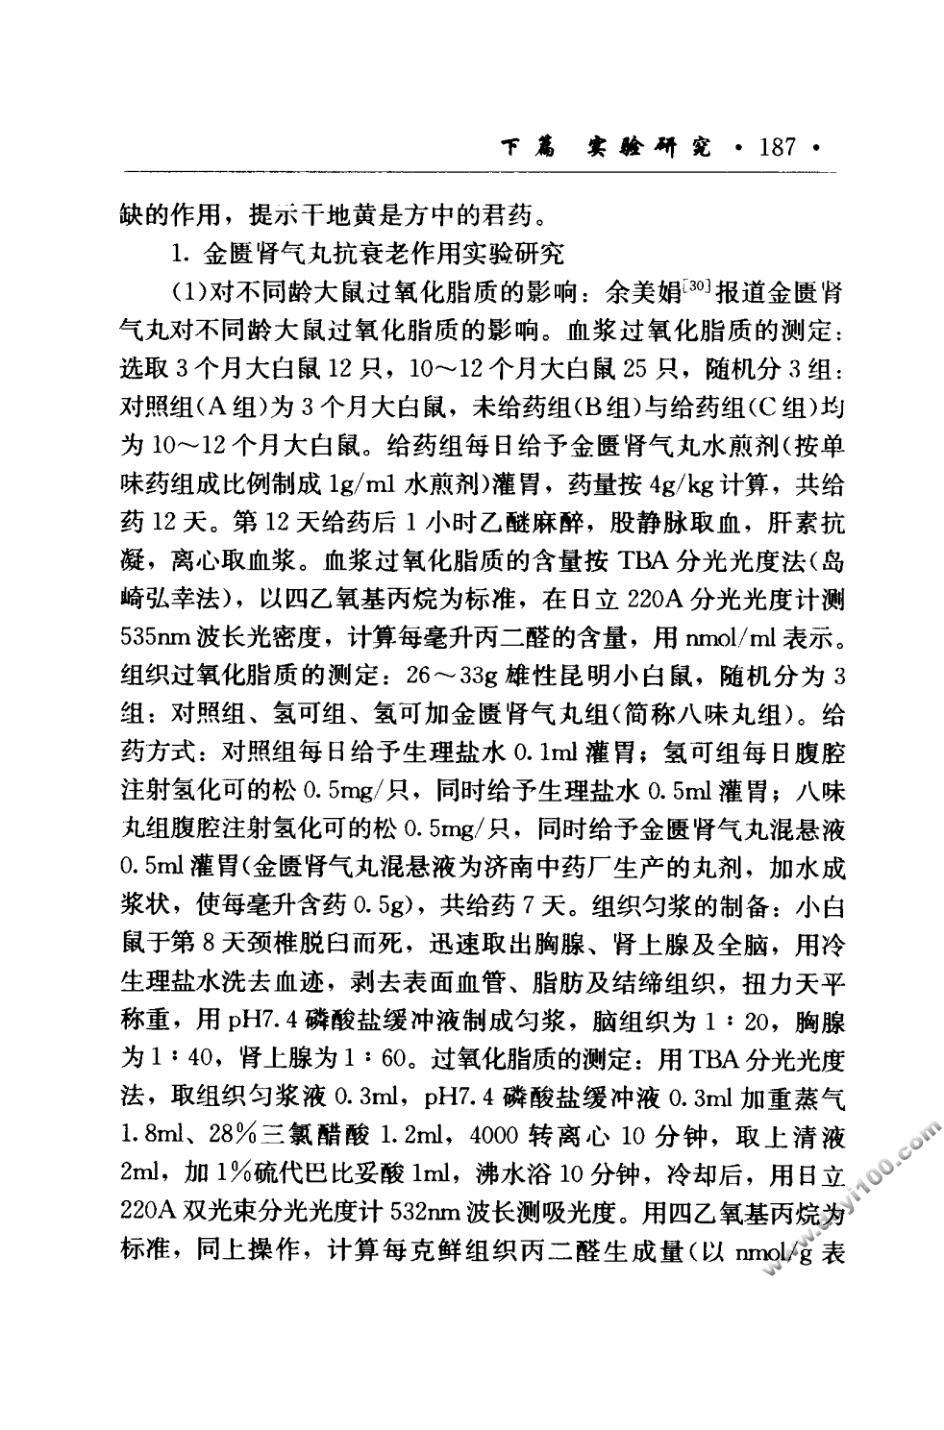 下篇 实验研究 · 187 ·
缺的作用，提示干地黄是方中的君药。
1. 金匮肾气丸抗衰老作用实验研究
(1)对不同龄大鼠过氧化脂质的影响：余美娟[30]报道金匮肾
气丸对不同龄大鼠过氧化脂质的影响。血浆过氧化脂质的测定：
选取 3 个月大白鼠 12 只，10～12 个月大白鼠 25 只，随机分 3 组：
对照组(A 组)为 3 个月大白鼠，未给药组(B 组)与给药组(C 组)均
为 10～12 个月大白鼠。给药组每日给予金匮肾气丸水煎剂(按单
味药组成比例制成 1g/ml 水煎剂)灌胃，药量按 4g/kg 计算，共给
药 12 天。第 12 天给药后 1 小时乙醚麻醉，股静脉取血，肝素抗
凝，离心取血浆。血浆过氧化脂质的含量按 TBA 分光光度法(岛
崎弘幸法)，以四乙氧基丙烷为标准，在日立 220A 分光光度计测
535nm 波长光密度，计算每毫升丙二醛的含量，用 nmol/ml 表示。
组织过氧化脂质的测定：26～33g 雄性昆明小白鼠，随机分为 3
组：对照组、氢可组、氢可加金匮肾气丸组(简称八味丸组)。给
药方式：对照组每日给予生理盐水 0.1ml 灌胃；氢可组每日腹腔
注射氢化可的松 0.5mg/只，同时给予生理盐水 0.5ml 灌胃；八味
丸组腹腔注射氢化可的松 0.5mg/只，同时给予金匮肾气丸混悬液
0.5ml 灌胃(金匮肾气丸混悬液为济南中药厂生产的丸剂，加水成
浆状，使每毫升含药 0.5g)，共给药 7 天。组织匀浆的制备：小白
鼠于第 8 天颈椎脱臼而死，迅速取出胸腺、肾上腺及全脑，用冷
生理盐水洗去血迹，剥去表面血管、脂肪及结缔组织，扭力天平
称重，用 pH7.4 磷酸盐缓冲液制成匀浆，脑组织为 1∶20，胸腺
为 1∶40，肾上腺为 1∶60。过氧化脂质的测定：用 TBA 分光光度
法，取组织匀浆液 0.3ml，pH7.4 磷酸盐缓冲液 0.3ml 加重蒸气
1.8ml、28%三氯醋酸 1.2ml，4000 转离心 10 分钟，取上清液
2ml，加 1%硫代巴比妥酸 1ml，沸水浴 10 分钟，冷却后，用日立
220A 双光束分光光度计 532nm 波长测吸光度。用四乙氧基丙烷为
标准，同上操作，计算每克鲜组织丙二醛生成量(以 nmol/g 表